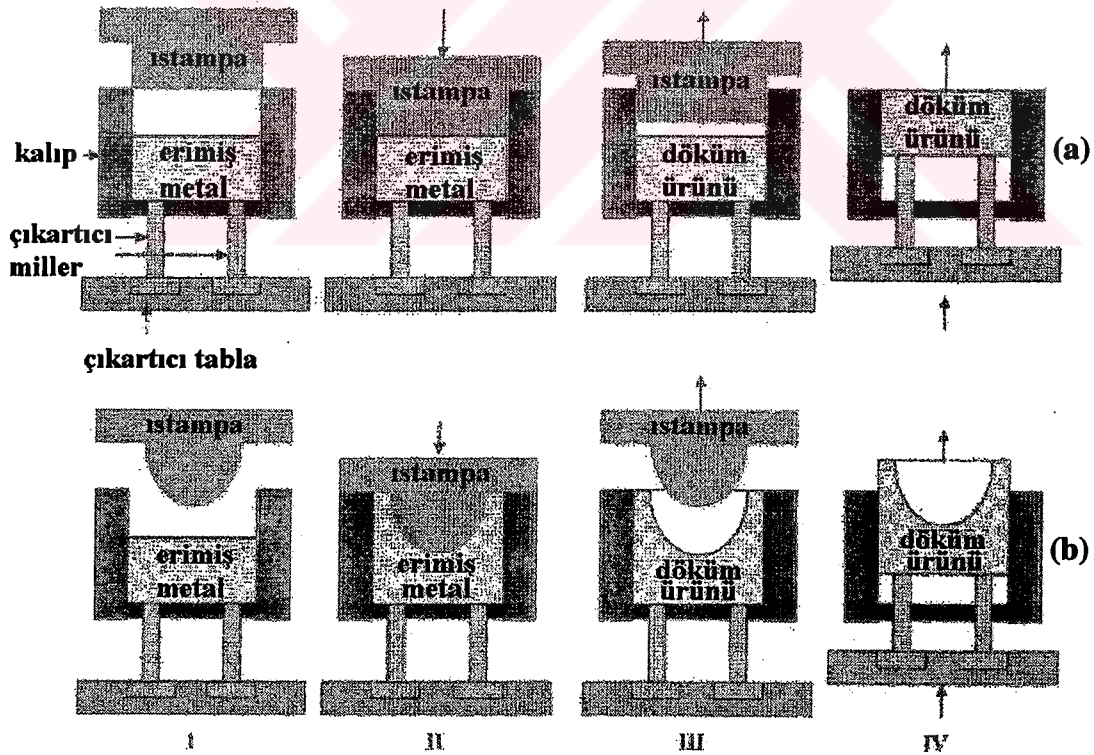 ıstampa
ıstampa
ıstampa
döküm
ürünü
(a)
kalıp
erimiş
metal
erimiş
metal
döküm
ürünü
çıkartıcı
miller
çıkartıcı tabla
ıstampa
ıstampa
ıstampa
erimiş
metal
erimiş
metal
döküm
ürünü
döküm
ürünü
(b)
I
II
III
IV